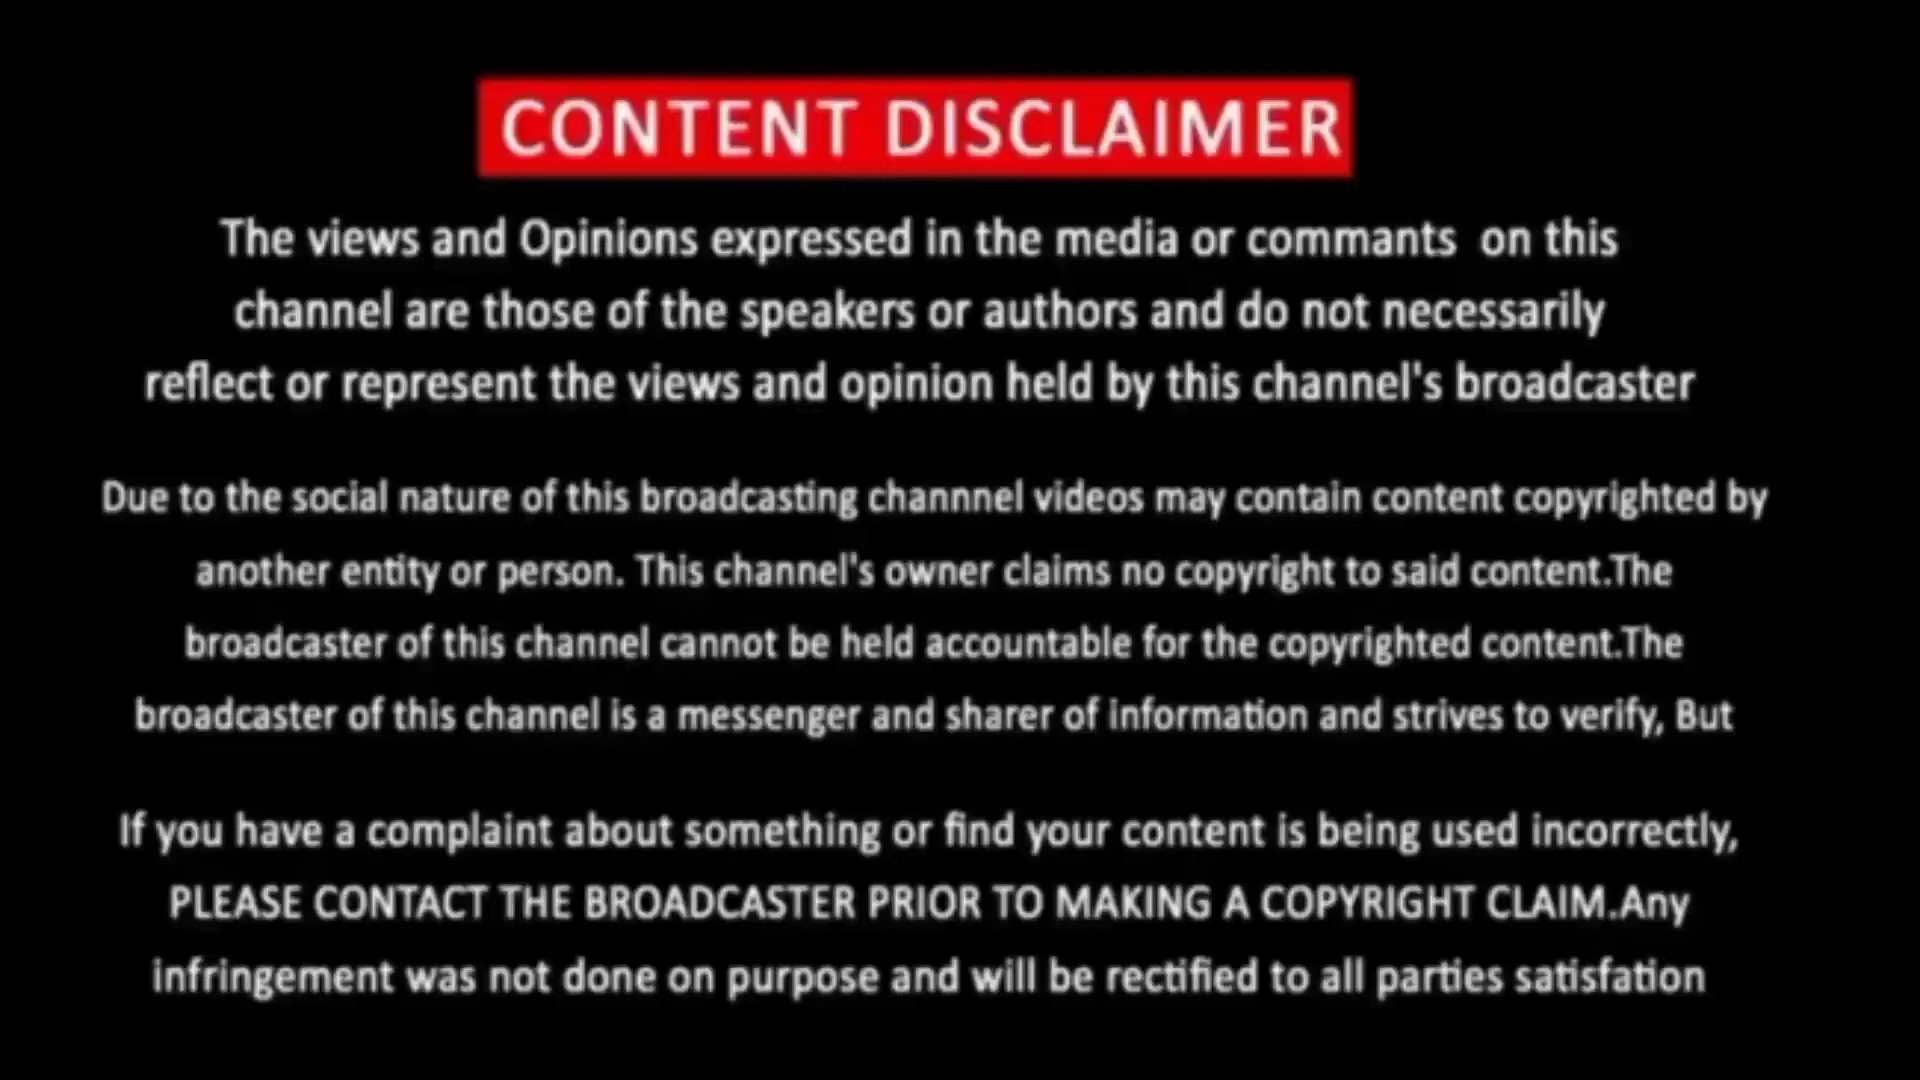 CONTENT DISCLAIMER
The views and Opinions expressed in the media or commants on this
channel are those of the speakers or authors and do not necessarily
reflect or represent the views and opinion held by this channel's broadcaster
Due to the social nature of this broadcasting channnel videos may contain content copyrighted by
another entity or person. This channel's owner claims no copyright to said content.The
broadcaster of this channel cannot be held accountable for the copyrighted content.The
broadcaster of this channel is a messenger and sharer of information and strives to verify, But
If you have a complaint about something or find your content is being used incorrectly,
PLEASE CONTACT THE BROADCASTER PRIOR TO MAKING A COPYRIGHT CLAIM.Any
infringement was not done on purpose and will be rectified to all parties satisfation